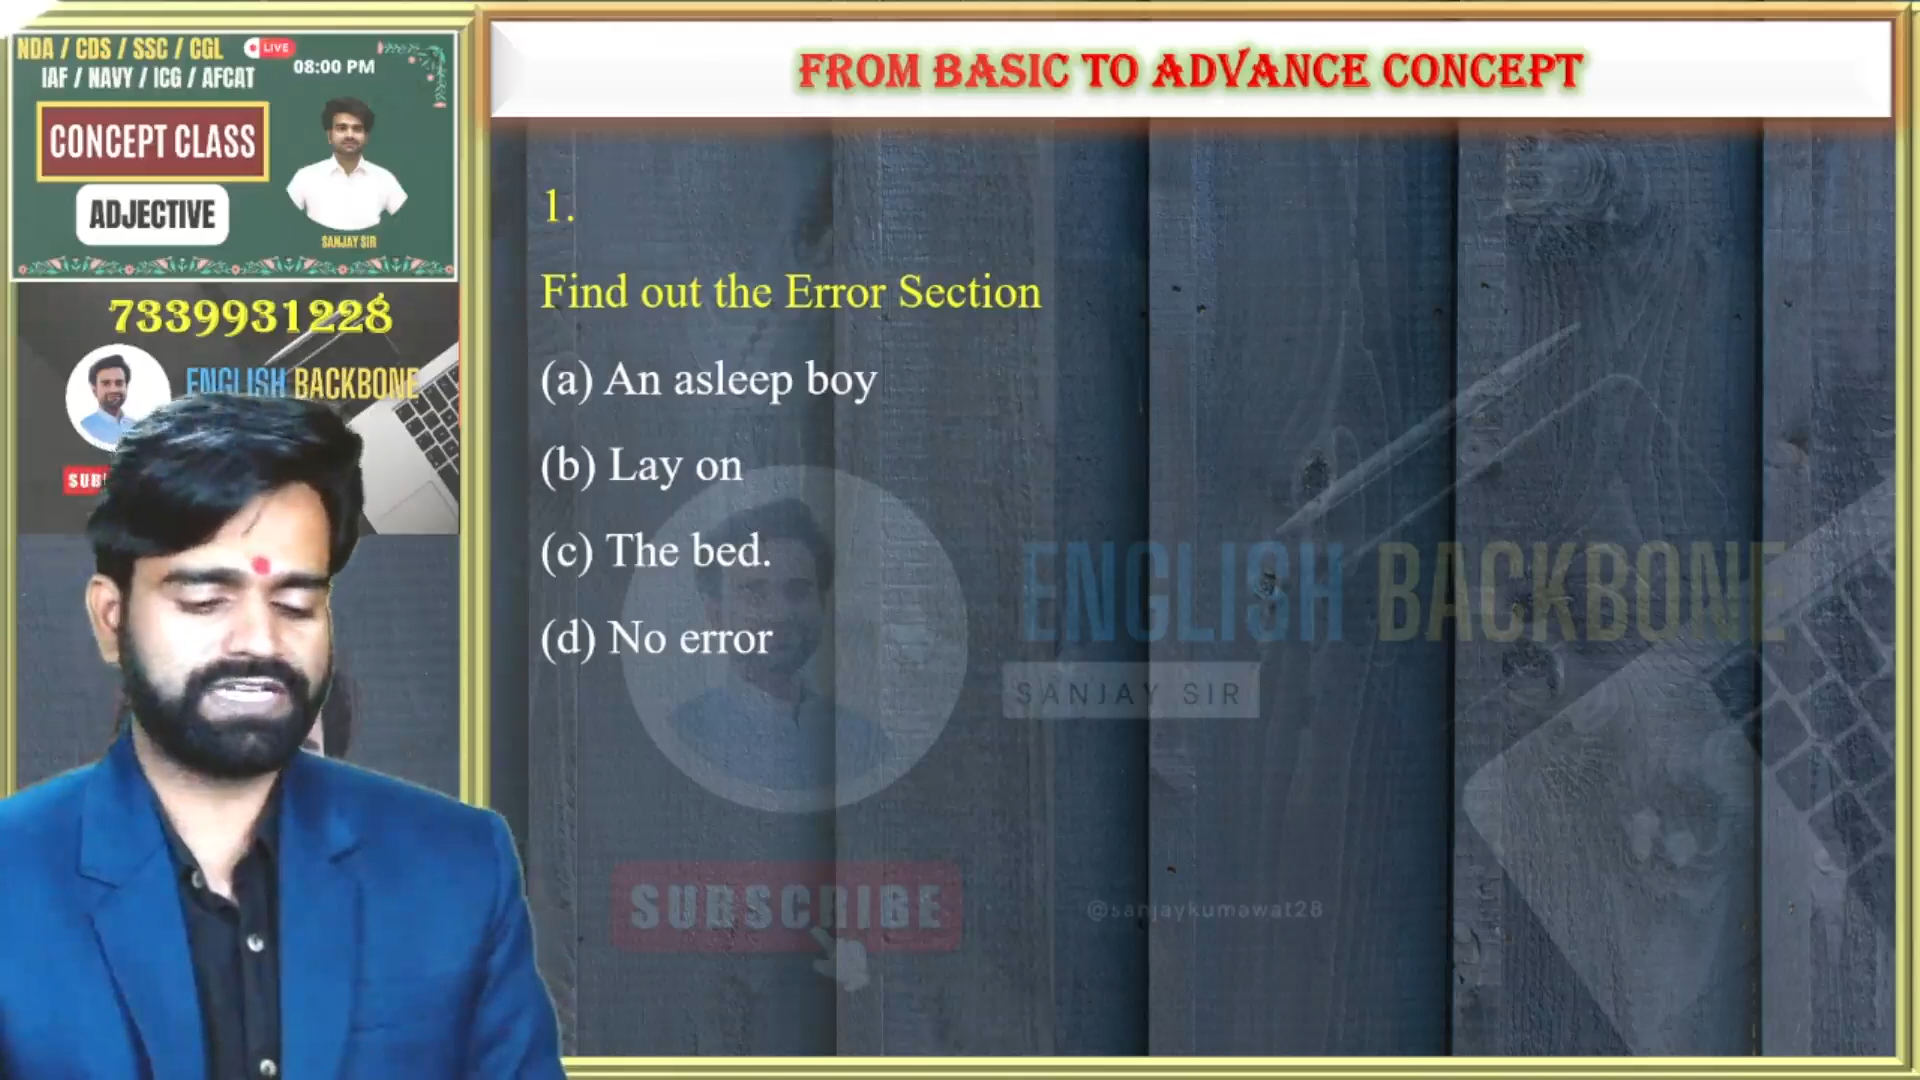 NDA / CDS / SSC / CGL
LIVE
IAF / NAVY / ICG / AFCAT
08:00 PM
CONCEPT CLASS
ADJECTIVE
SANJAY SIR
7339931228
ENGLISH BACKBONE
SUB
FROM BASIC TO ADVANCE CONCEPT
1.
Find out the Error Section
(a) An asleep boy
(b) Lay on
(c) The bed.
(d) No error
ENGLISH BACKBONE
SANJAY SIR
SUBSCRIBE
@sanjaykumawat28